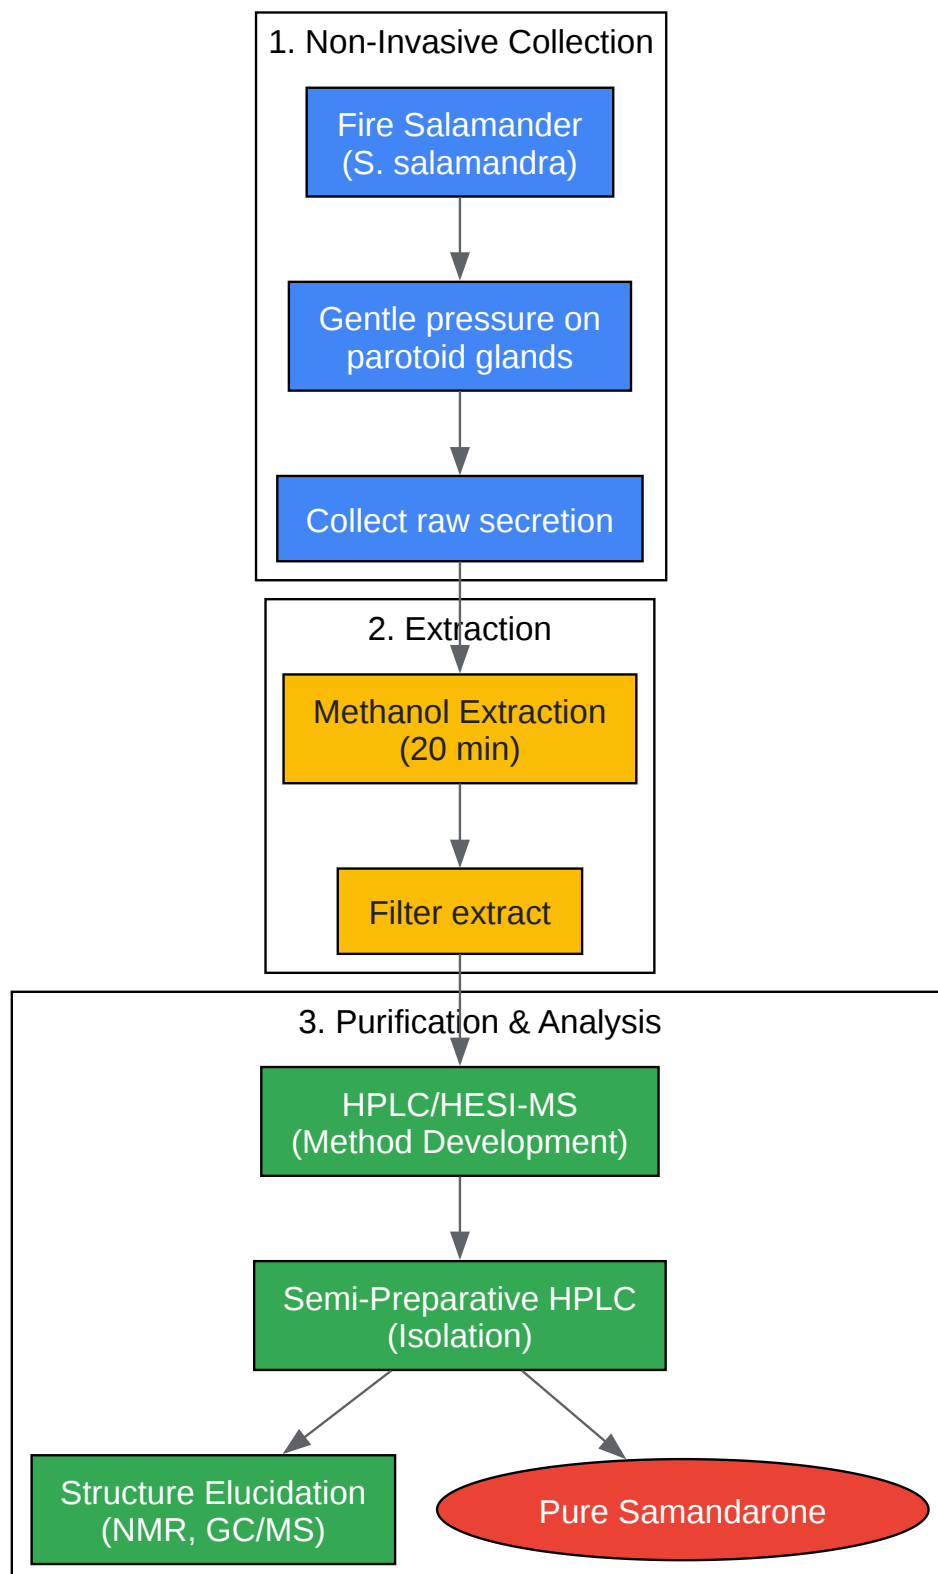 1. Non-Invasive Collection
Fire Salamander
(S. salamandra)
Gentle pressure on
parotoid glands
Collect raw secretion
2. Extraction
Methanol Extraction
(20 min)
Filter extract
3. Purification & Analysis
HPLC/HESI-MS
(Method Development)
Semi-Preparative HPLC
(Isolation)
Structure Elucidation
(NMR, GC/MS)
Pure Samandarone